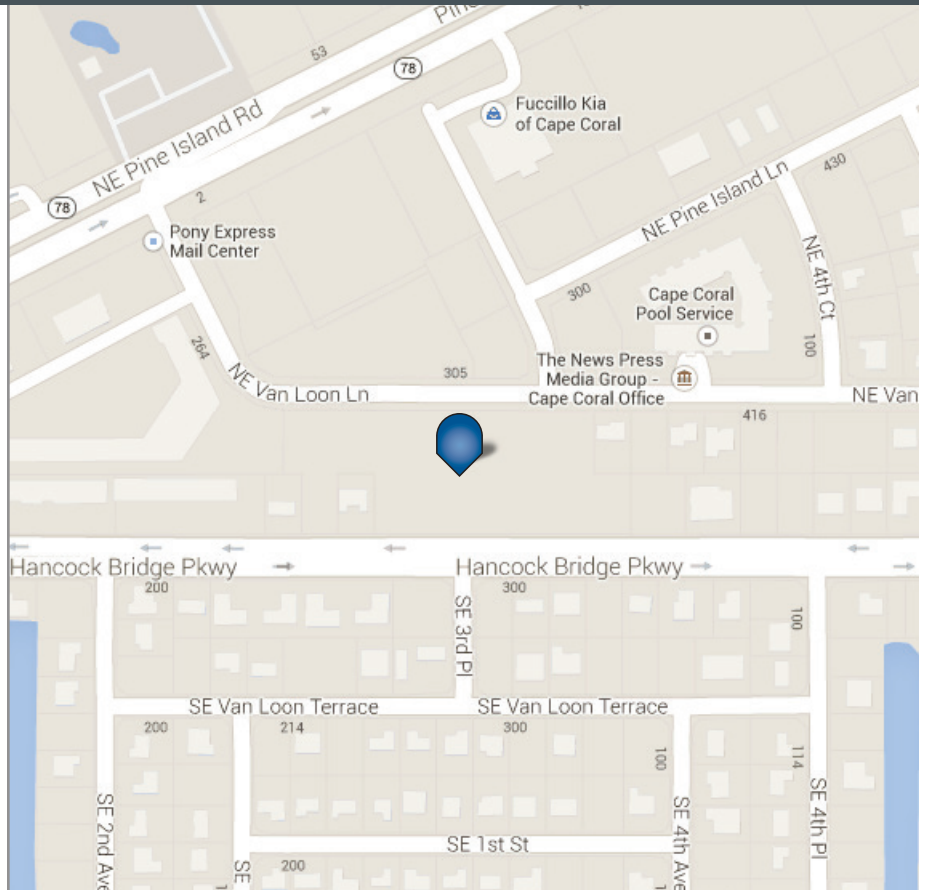 53
78
Fuccillo Kia
of Cape Coral
NE Pine Island Rd
430
NE Pine Island Ln
78
2
Pony Express
Mail Center
NE 4th Ct
300
Cape Coral
Pool Service
264
100
305
The News Press
Media Group -
Cape Coral Office
NE Van Loon Ln
NE Van
416
Hancock Bridge Pkwy
Hancock Bridge Pkwy
200
300
SE 3rd Pl
100
SE Van Loon Terrace
SE Van Loon Terrace
200
214
300
100
114
SE 2nd Ave
SE 4th Ave
SE 4th Pl
SE 1st St
SE
200